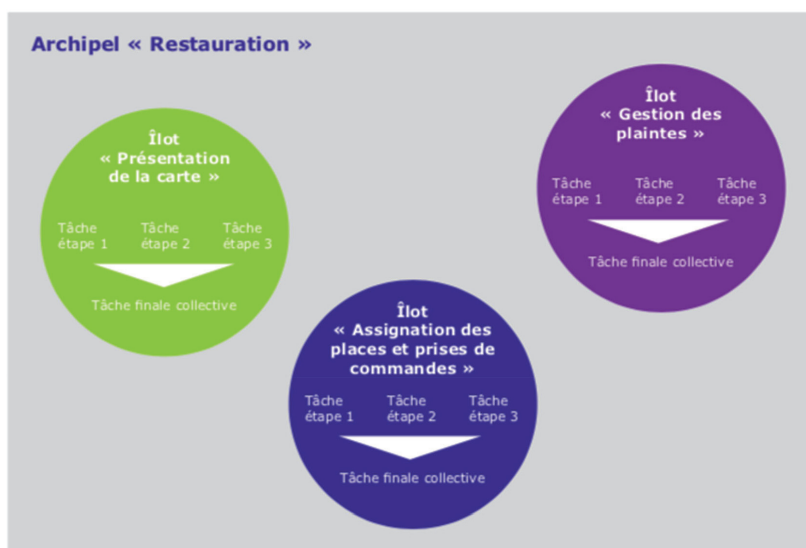 Archipel « Restauration »
Îlot
« Présentation
de la carte »
Tâche étape 1
Tâche étape 2
Tâche étape 3
Tâche finale collective
Îlot
« Assignation des
places et prises de
commandes »
Tâche étape 1
Tâche étape 2
Tâche étape 3
Tâche finale collective
Îlot
« Gestion des
plaintes »
Tâche étape 1
Tâche étape 2
Tâche étape 3
Tâche finale collective